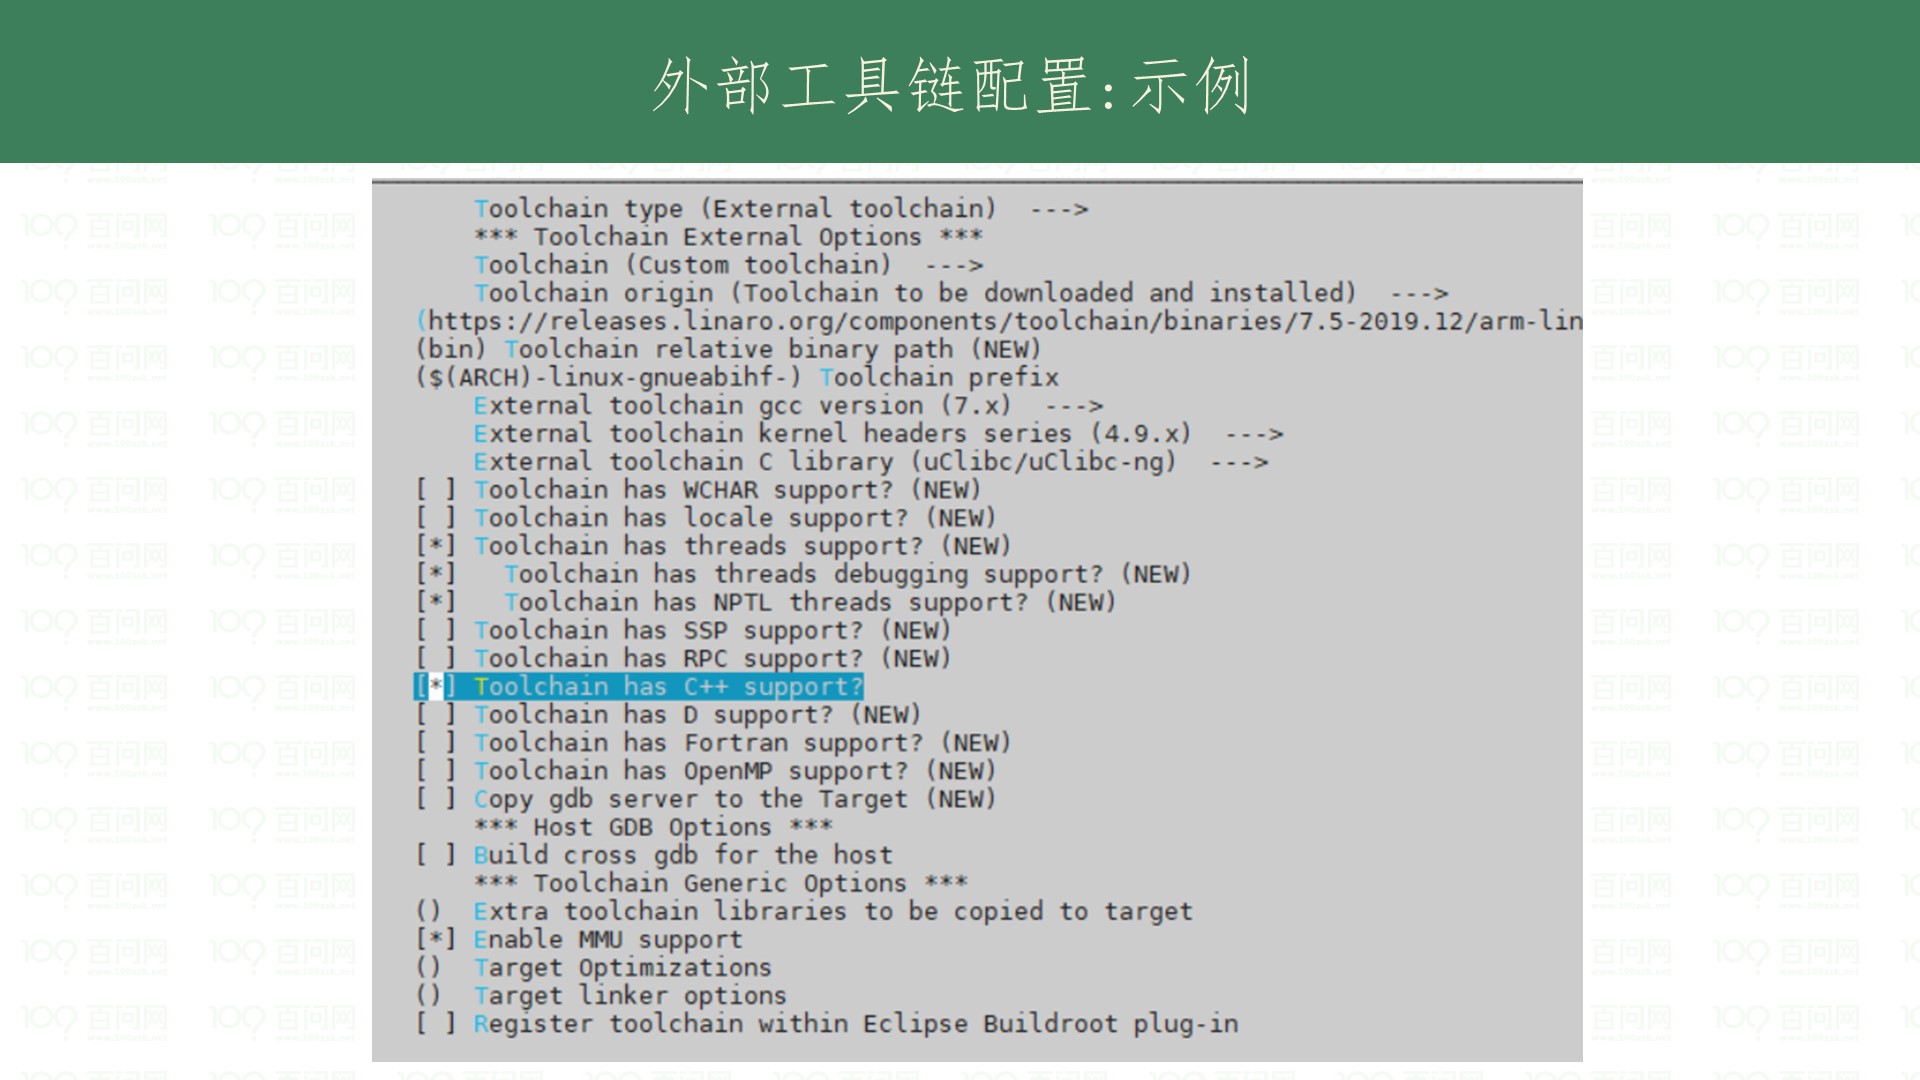 外部工具链配置:示例
Toolchain type (External toolchain)  --->
*** Toolchain External Options ***
Toolchain (Custom toolchain)  --->
Toolchain origin (Toolchain to be downloaded and installed)  --->
(https://releases.linaro.org/components/toolchain/binaries/7.5-2019.12/arm-lin
(bin) Toolchain relative binary path (NEW)
($(ARCH)-linux-gnueabihf-) Toolchain prefix
External toolchain gcc version (7.x)  --->
External toolchain kernel headers series (4.9.x)  --->
External toolchain C library (uClibc/uClibc-ng)  --->
[ ] Toolchain has WCHAR support? (NEW)
[ ] Toolchain has locale support? (NEW)
[*] Toolchain has threads support? (NEW)
[*]   Toolchain has threads debugging support? (NEW)
[*]   Toolchain has NPTL threads support? (NEW)
[ ] Toolchain has SSP support? (NEW)
[ ] Toolchain has RPC support? (NEW)
[*] Toolchain has C++ support?
[ ] Toolchain has D support? (NEW)
[ ] Toolchain has Fortran support? (NEW)
[ ] Toolchain has OpenMP support? (NEW)
[ ] Copy gdb server to the Target (NEW)
*** Host GDB Options ***
[ ] Build cross gdb for the host
*** Toolchain Generic Options ***
()  Extra toolchain libraries to be copied to target
[*] Enable MMU support
()  Target Optimizations
()  Target linker options
[ ] Register toolchain within Eclipse Buildroot plug-in